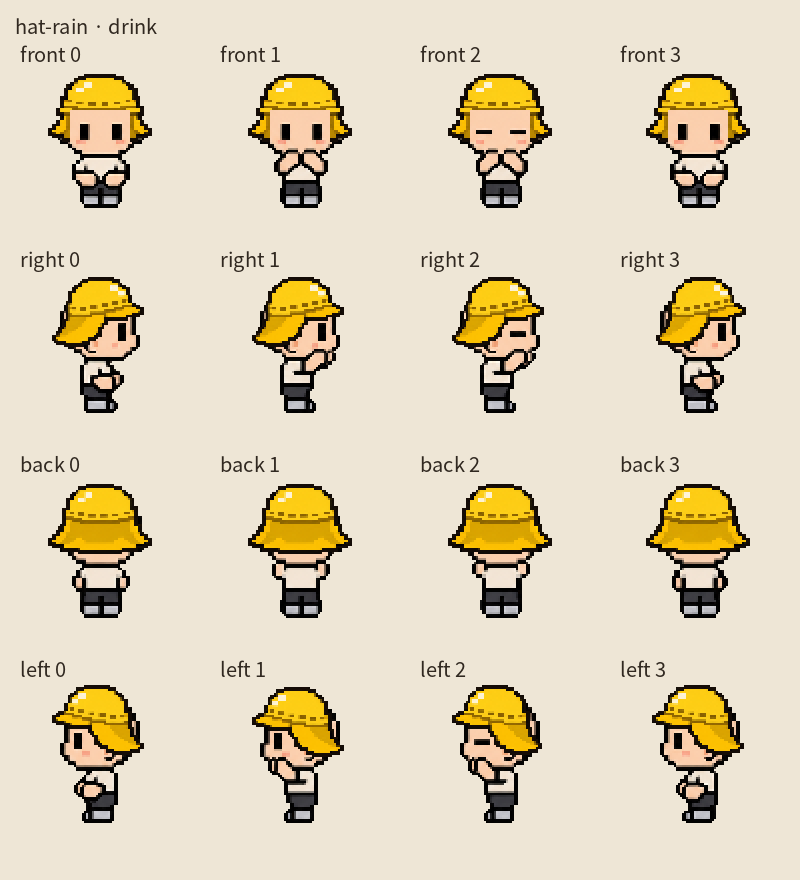 hat-rain · drink
front 0 front 1 front 2 front 3
right 0 right 1 right 2 right 3
back 0 back 1 back 2 back 3
left 0 left 1 left 2 left 3